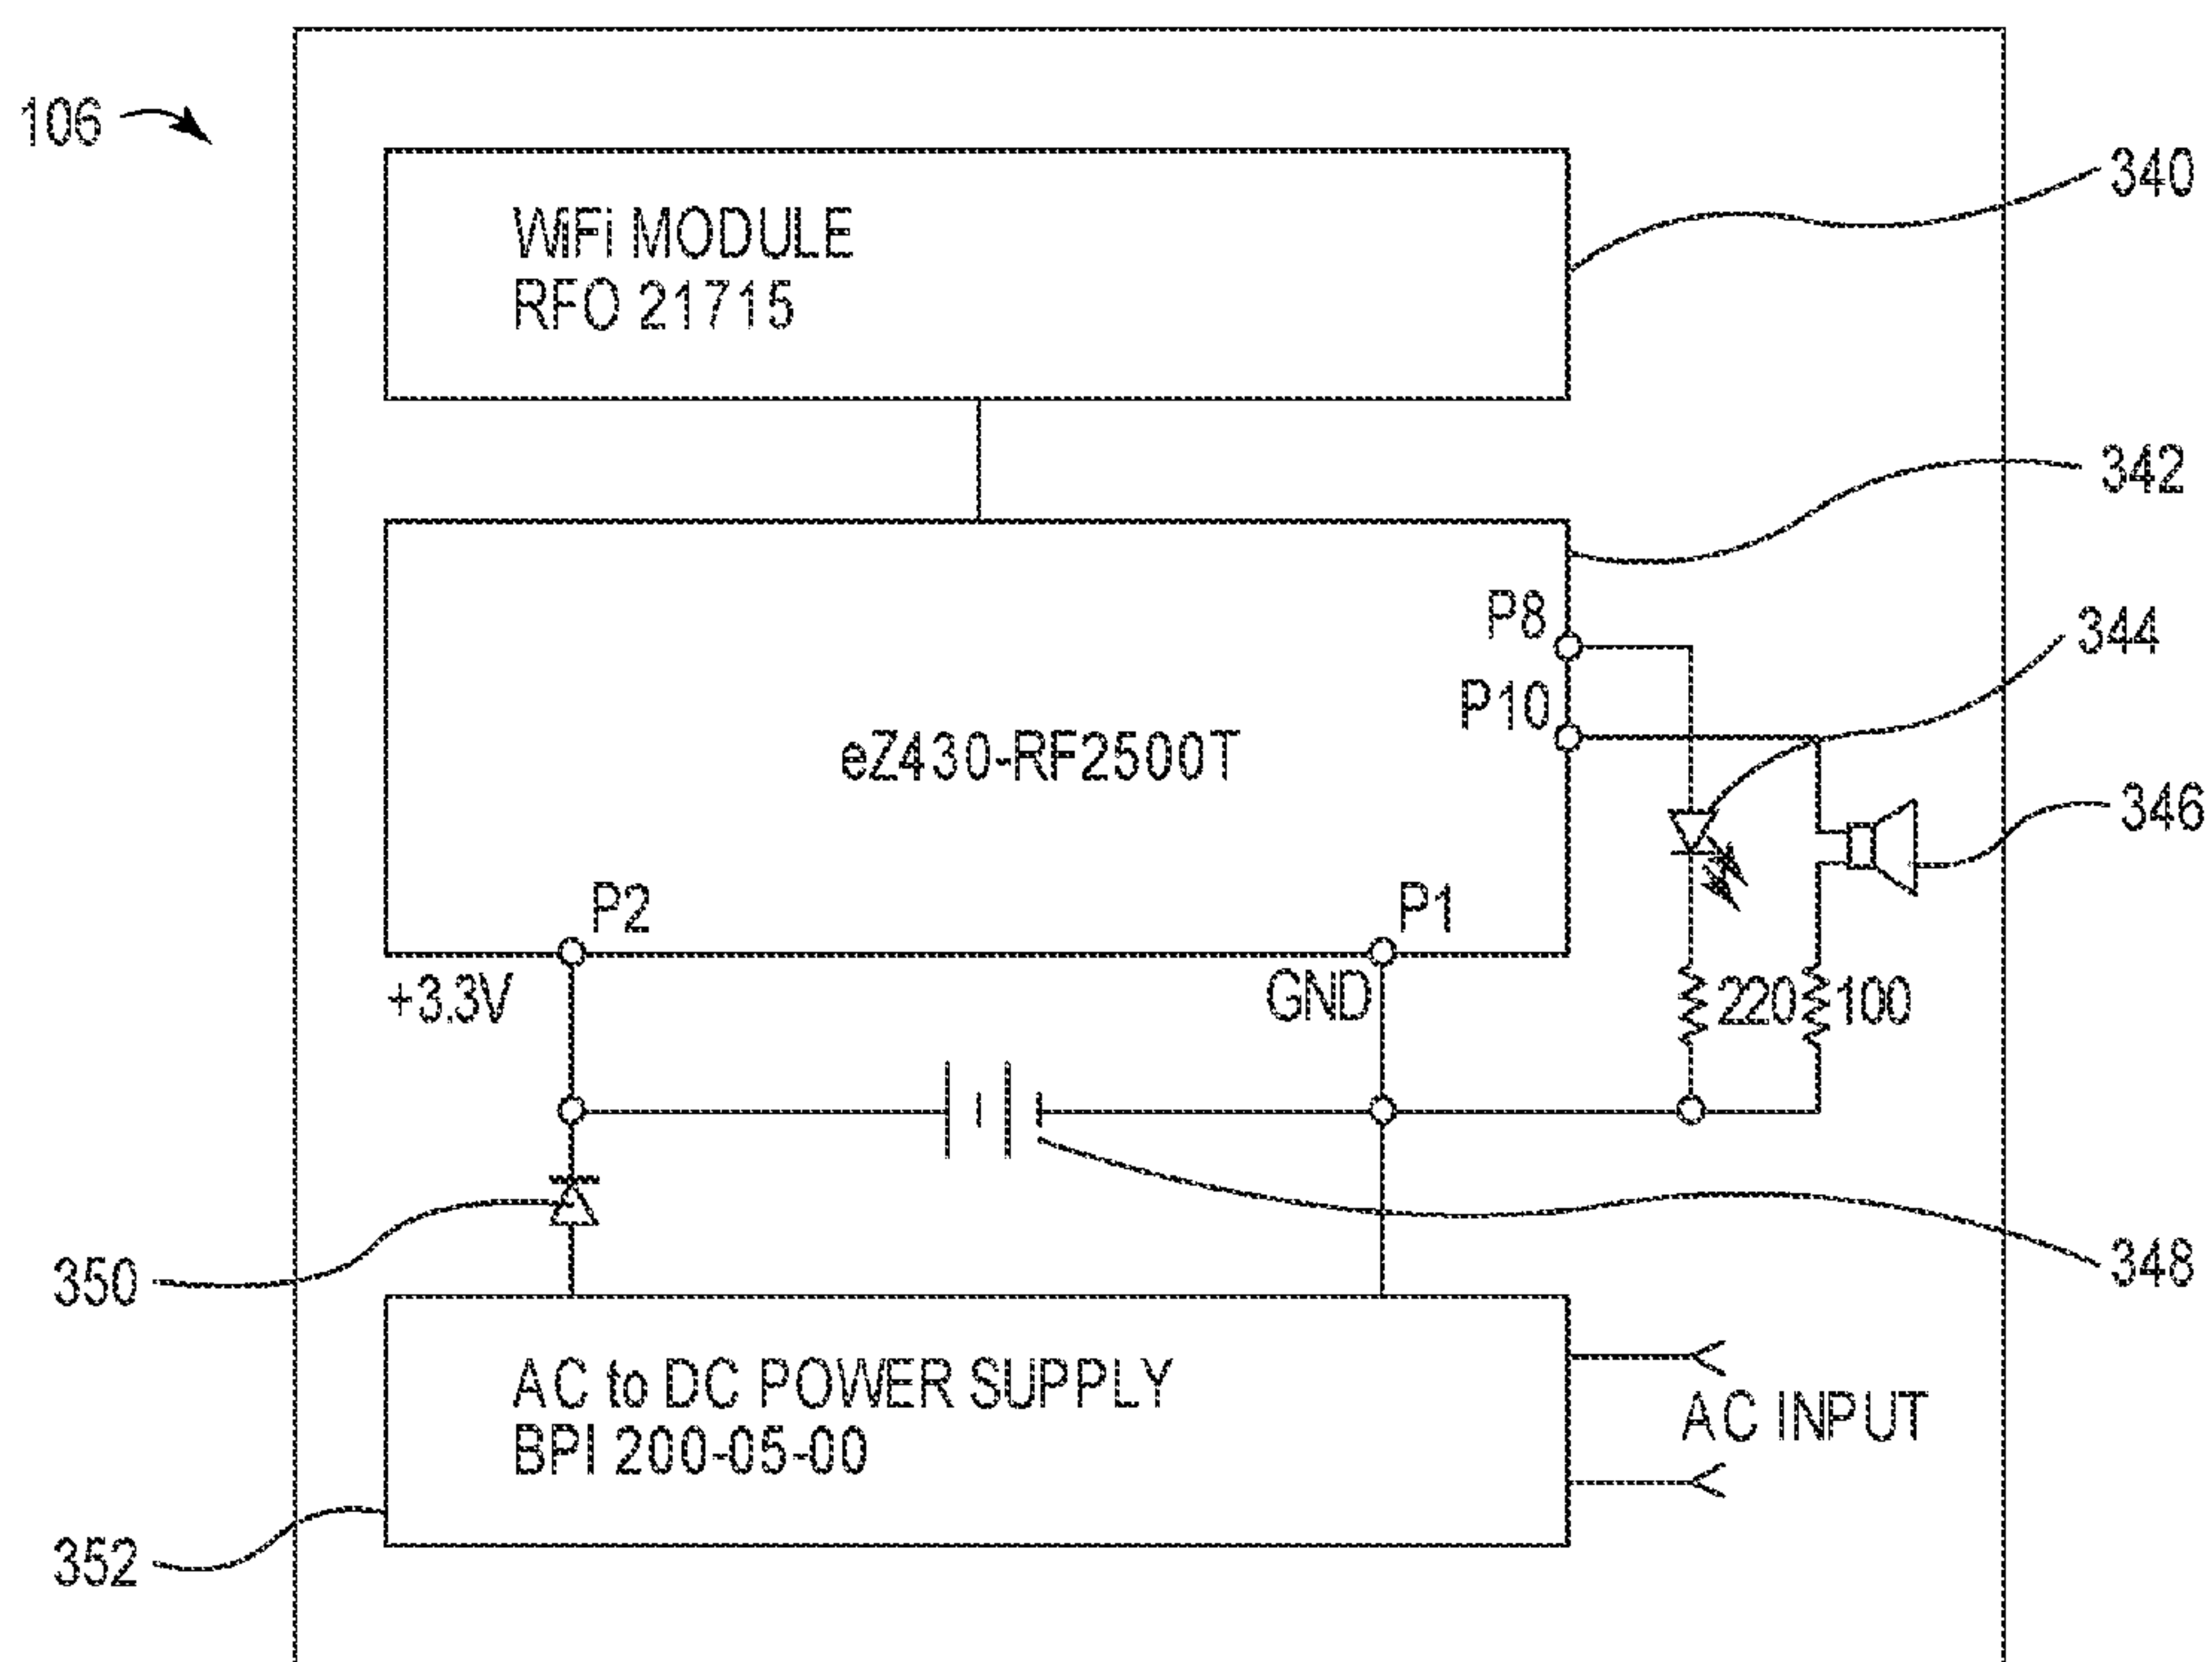 106
WiFi MODULE
RFO 21715
340
342
P8
344
P10
eZ430-RF2500T
346
P2
P1
+3.3V
GND
220
100
348
350
AC to DC POWER SUPPLY
BPI 200-05-00
AC INPUT
352